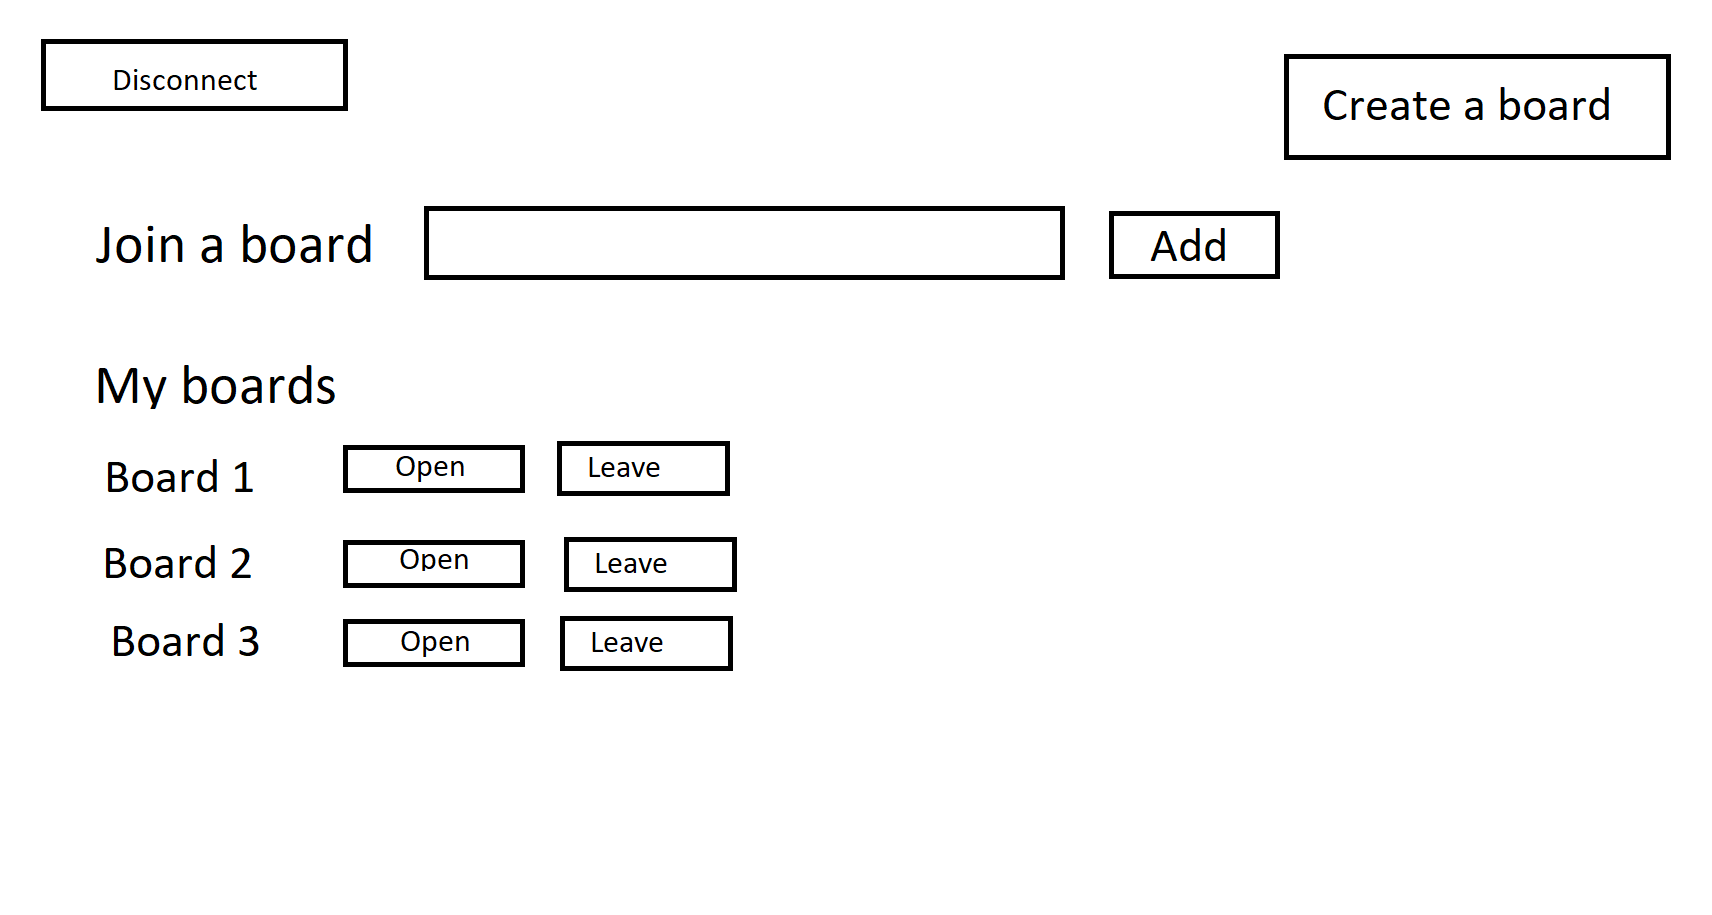 Disconnect
Create a board
Join a board
Add
My boards
Board 1 Open Leave
Board 2 Open Leave
Board 3 Open Leave